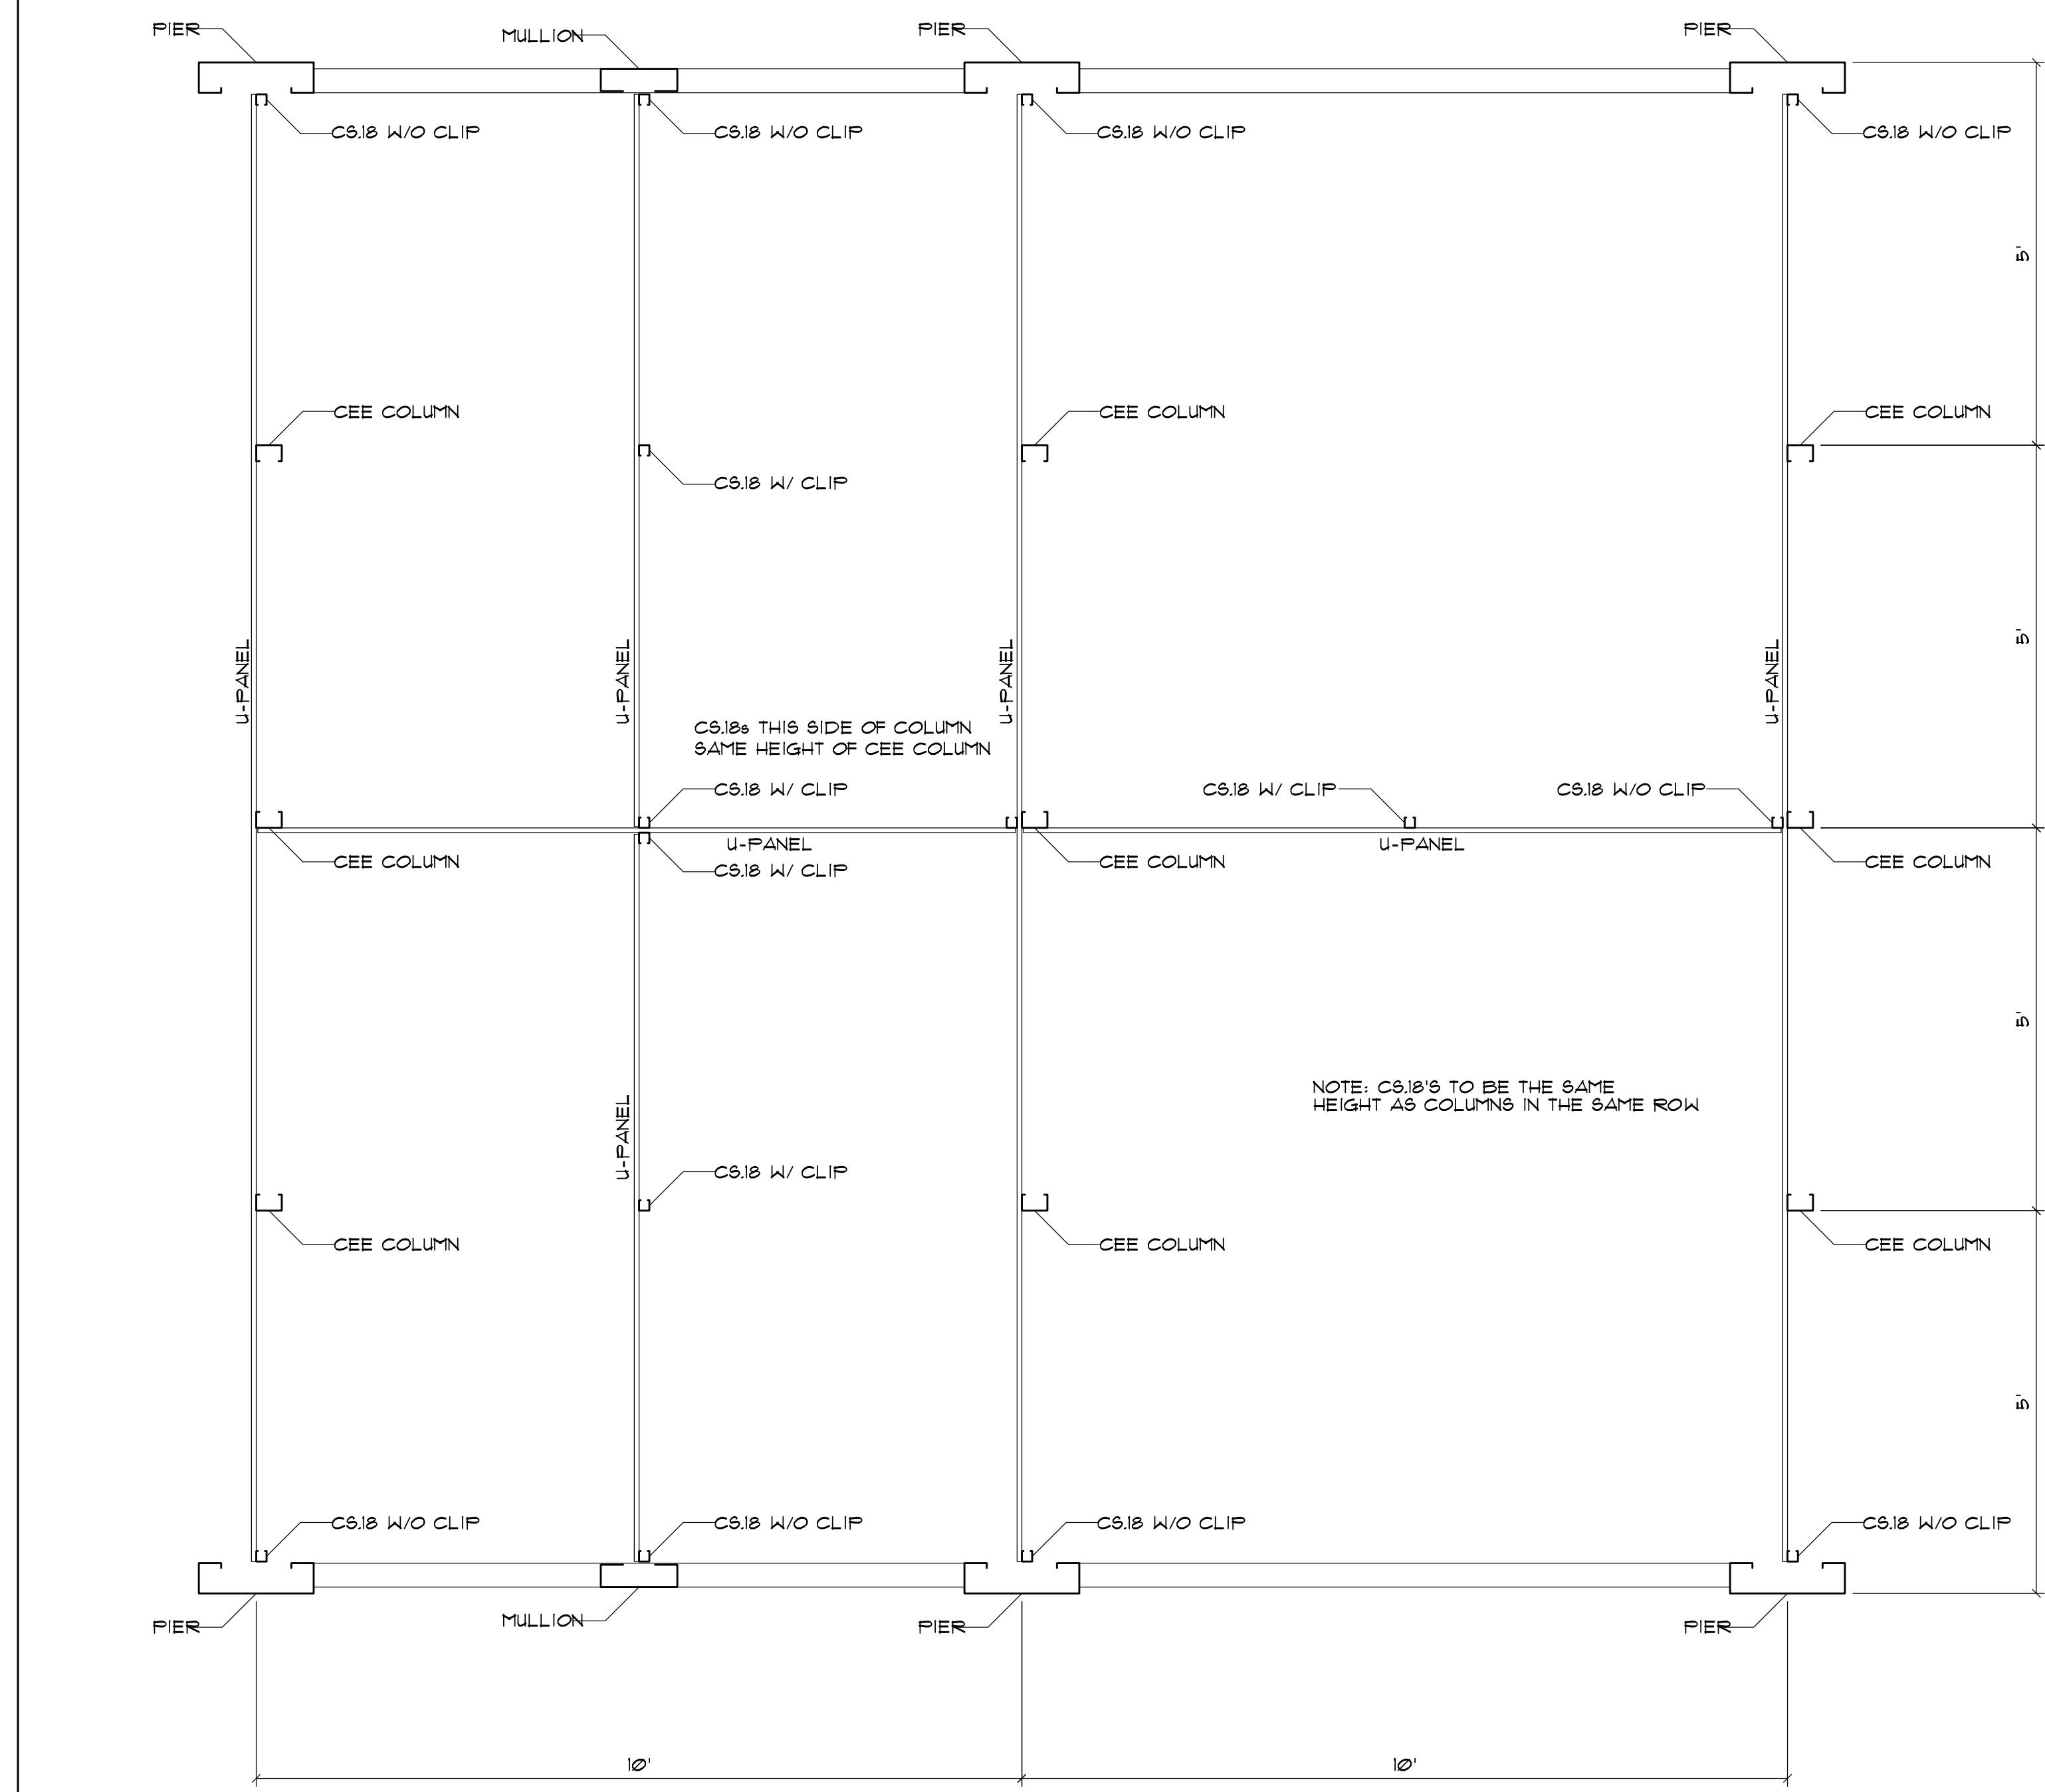 PIER
MULLION
PIER
PIER
CS.18 W/O CLIP
CS.18 W/O CLIP
CS.18 W/O CLIP
CS.18 W/O CLIP
5'
CEE COLUMN
CEE COLUMN
CEE COLUMN
CS.18 W/ CLIP
U-PANEL
U-PANEL
U-PANEL
U-PANEL
5'
CS.18s THIS SIDE OF COLUMN
SAME HEIGHT OF CEE COLUMN
CS.18 W/ CLIP
CS.18 W/ CLIP
CS.18 W/O CLIP
U-PANEL
U-PANEL
CEE COLUMN
CS.18 W/ CLIP
CEE COLUMN
CEE COLUMN
5'
NOTE: CS.18'S TO BE THE SAME
HEIGHT AS COLUMNS IN THE SAME ROW
U-PANEL
CS.18 W/ CLIP
CEE COLUMN
CEE COLUMN
CEE COLUMN
5'
CS.18 W/O CLIP
CS.18 W/O CLIP
CS.18 W/O CLIP
CS.18 W/O CLIP
PIER
MULLION
PIER
PIER
10'
10'